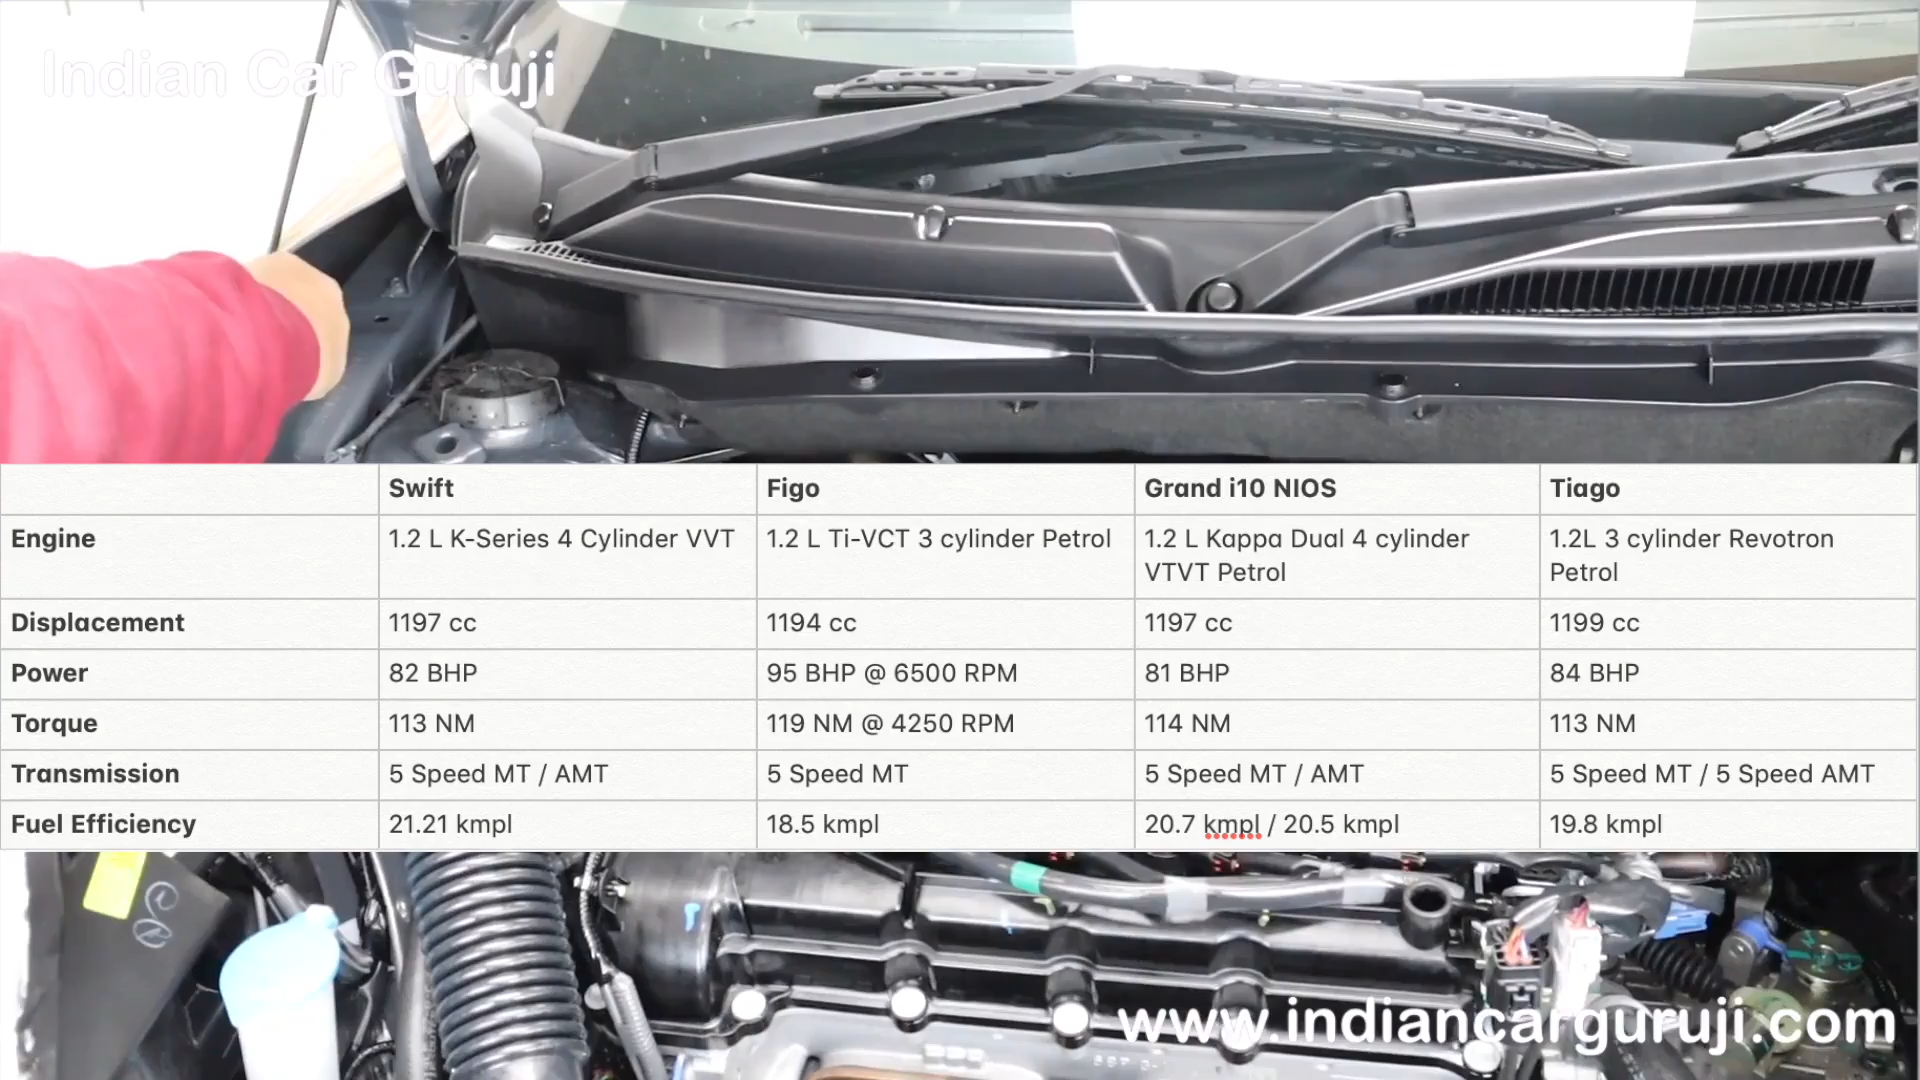 Indian Car Guruji
Swift Figo Grand i10 NIOS Tiago
Engine 1.2 L K-Series 4 Cylinder VVT 1.2 L Ti-VCT 3 cylinder Petrol 1.2 L Kappa Dual 4 cylinder 1.2L 3 cylinder Revotron
VTVT Petrol Petrol
Displacement 1197 cc 1194 cc 1197 cc 1199 cc
Power 82 BHP 95 BHP @ 6500 RPM 81 BHP 84 BHP
Torque 113 NM 119 NM @ 4250 RPM 114 NM 113 NM
Transmission 5 Speed MT / AMT 5 Speed MT 5 Speed MT / AMT 5 Speed MT / 5 Speed AMT
Fuel Efficiency 21.21 kmpl 18.5 kmpl 20.7 kmpl / 20.5 kmpl 19.8 kmpl
www.indiancarguruji.com